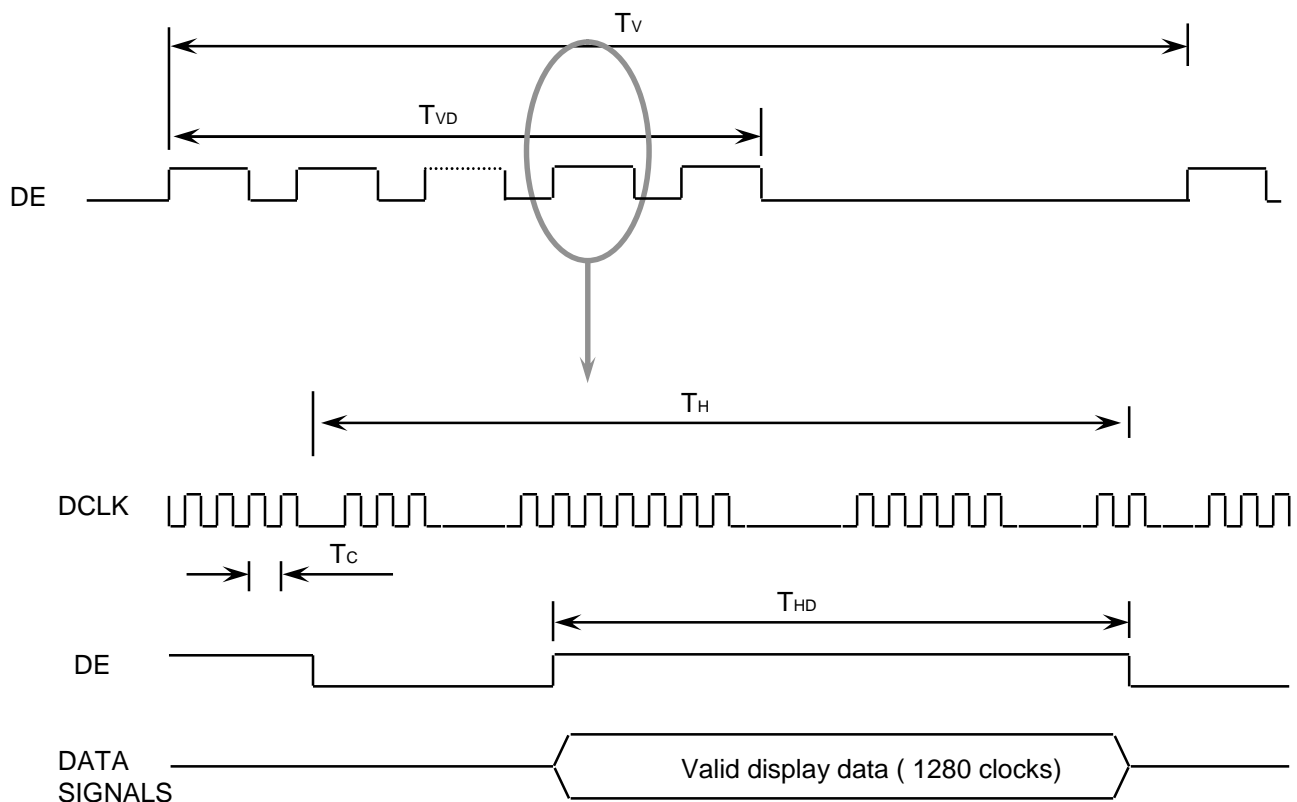 TV
TVD
DE
TH
DCLK
TC
THD
DE
DATA
SIGNALS
Valid display data ( 1280 clocks)